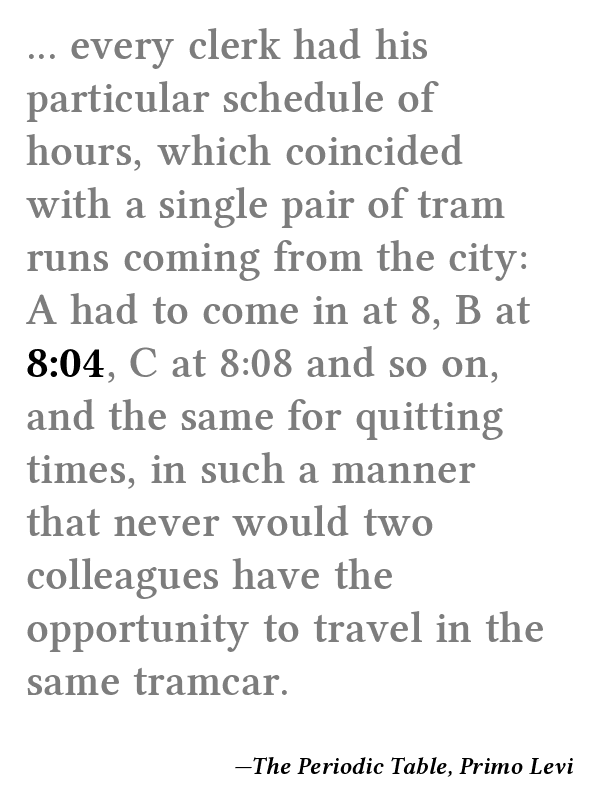 ... every clerk had his
particular schedule of
hours, which coincided
with a single pair of tram
runs coming from the city:
A had to come in at 8, B at
8:04, C at 8:08 and so on,
and the same for quitting
times, in such a manner
that never would two
colleagues have the
opportunity to travel in the
same tramcar.
—The Periodic Table, Primo Levi